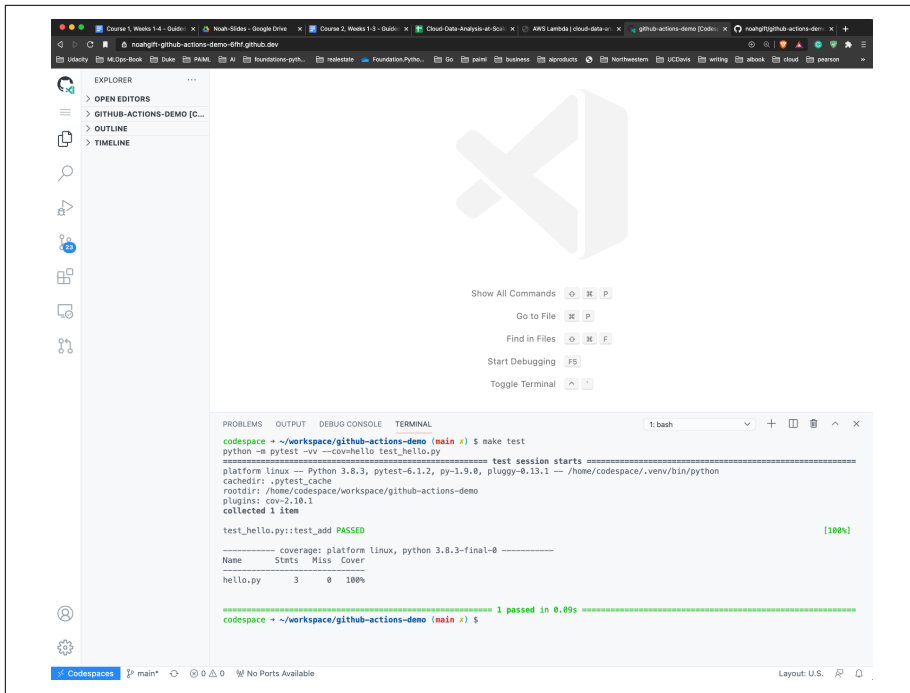 Course 1, Weeks 1-4 - Guided
Noah-Slides - Google Drive
Course 2, Weeks 1-3 - Guided
Cloud-Data-Analysis-at-Scale
AWS Lambda | cloud-data-an
github-actions-demo [Codes
noahgift/github-actions-demo
noahgift-github-actions-demo-6fhf.github.dev
Udacity MLOps-Book Duke PAIML AI foundations-pyth... realestate Foundation.Pytho... Go paiml business aiproducts Northwestern UCDavis writing aibook cloud pearson »
EXPLORER ...
> OPEN EDITORS
> GITHUB-ACTIONS-DEMO [C...
> OUTLINE
> TIMELINE
23
Show All Commands ⇧ ⌘ P
Go to File ⌘ P
Find in Files ⇧ ⌘ F
Start Debugging F5
Toggle Terminal ^ `
PROBLEMS OUTPUT DEBUG CONSOLE TERMINAL 1: bash
codespace → ~/workspace/github-actions-demo (main ✗) $ make test
python -m pytest -vv --cov=hello test_hello.py
test session starts
platform linux -- Python 3.8.3, pytest-6.1.2, py-1.9.0, pluggy-0.13.1 -- /home/codespace/.venv/bin/python
cachedir: .pytest_cache
rootdir: /home/codespace/workspace/github-actions-demo
plugins: cov-2.10.1
collected 1 item
test_hello.py::test_add PASSED [100%]
----------- coverage: platform linux, python 3.8.3-final-0 -----------
Name Stmts Miss Cover
------------------------------
hello.py 3 0 100%
1 passed in 0.09s
codespace → ~/workspace/github-actions-demo (main ✗) $
Codespaces main* 0 0 No Ports Available Layout: U.S.